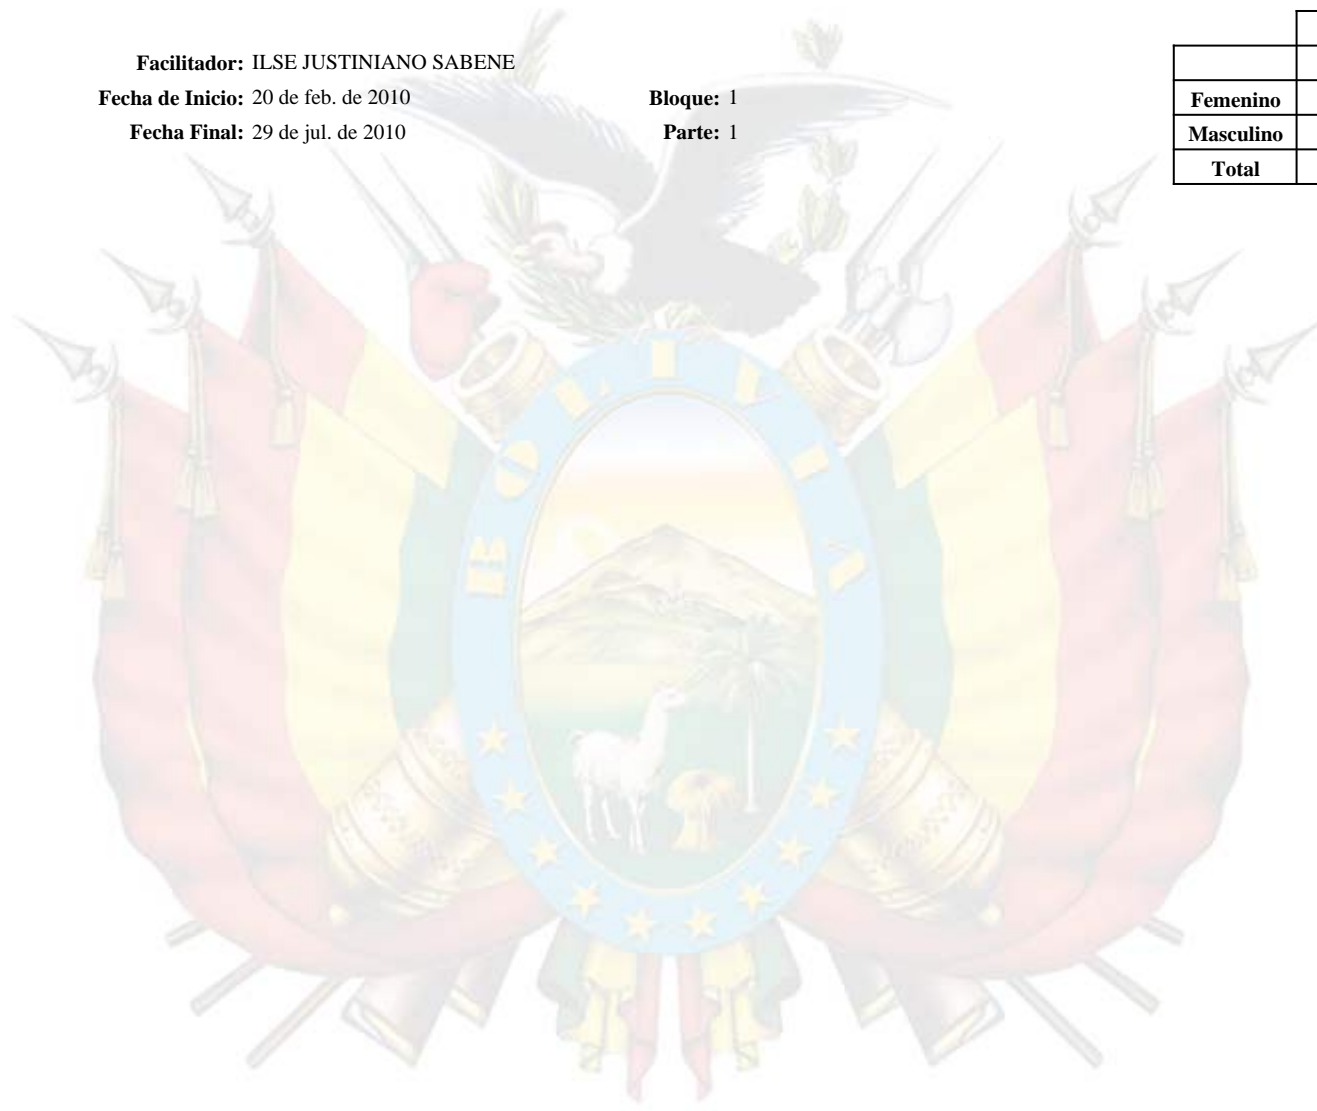 Facilitador: ILSE JUSTINIANO SABENE
Fecha de Inicio: 20 de feb. de 2010 Bloque: 1
Fecha Final: 29 de jul. de 2010 Parte: 1
Femenino
Masculino
Total
BOLIVIA